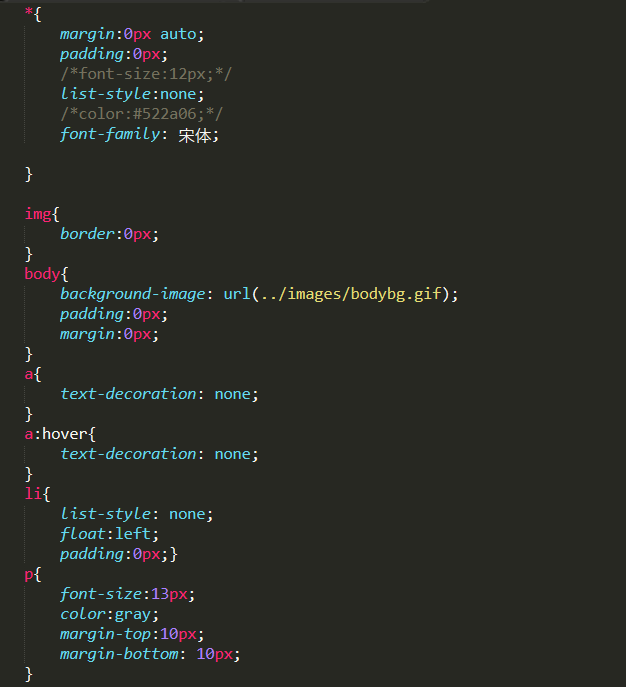 *{
    margin:0px auto;
    padding:0px;
    /*font-size:12px;*/
    list-style:none;
    /*color:#522a06;*/
    font-family: 宋体;

}

img{
    border:0px;
}
body{
    background-image: url(../images/bodybg.gif);
    padding:0px;
    margin:0px;
}
a{
    text-decoration: none;
}
a:hover{
    text-decoration: none;
}
li{
    list-style: none;
    float:left;
    padding:0px;}
p{
    font-size:13px;
    color:gray;
    margin-top:10px;
    margin-bottom: 10px;
}